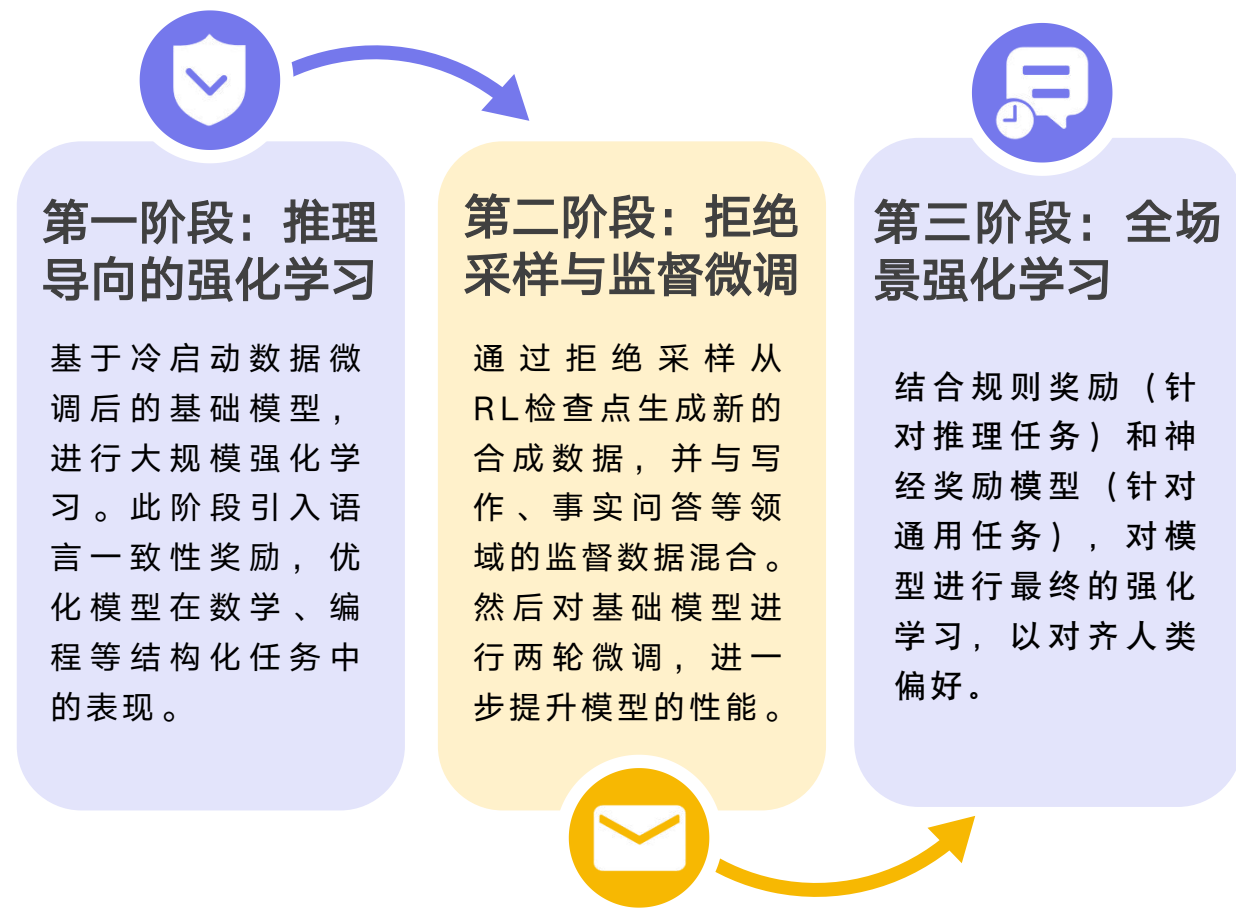 第一阶段：推理
导向的强化学习
基于冷启动数据微
调后的基础模型，
进行大规模强化学
习。此阶段引入语
言一致性奖励，优
化模型在数学、编
程等结构化任务中
的表现。
第二阶段：拒绝
采样与监督微调
通过拒绝采样从
RL检查点生成新的
合成数据，并与写
作、事实问答等领
域的监督数据混合。
然后对基础模型进
行两轮微调，进一
步提升模型的性能。
第三阶段：全场
景强化学习
结合规则奖励（针
对推理任务）和神
经奖励模型（针对
通用任务），对模
型进行最终的强化
学习，以对齐人类
偏好。